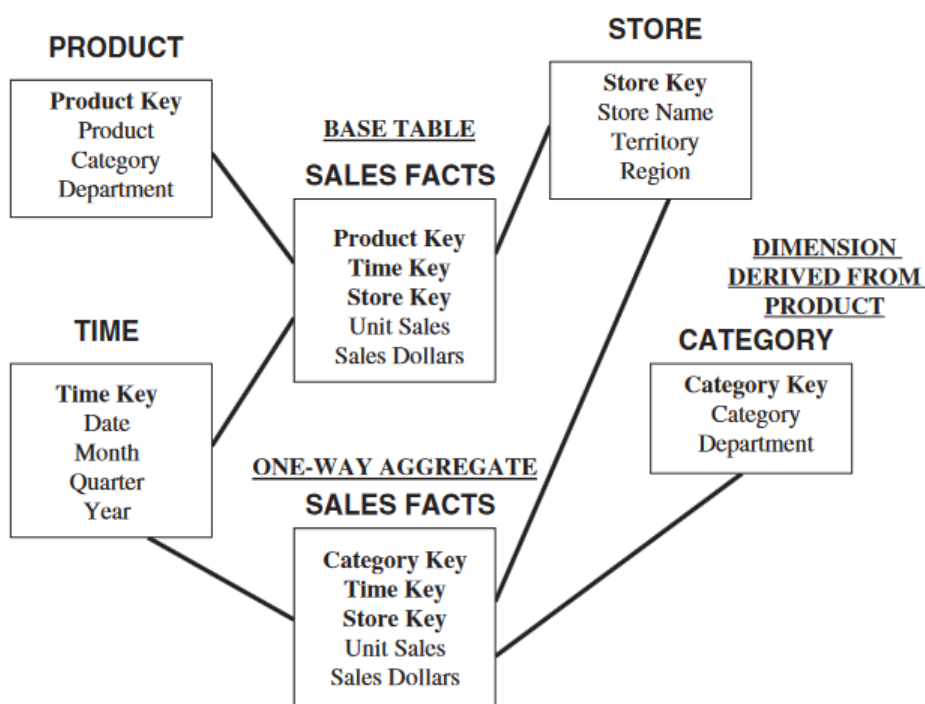 PRODUCT
Product Key
Product
Category
Department
STORE
Store Key
Store Name
Territory
Region
BASE TABLE
SALES FACTS
Product Key
Time Key
Store Key
Unit Sales
Sales Dollars
TIME
Time Key
Date
Month
Quarter
Year
DIMENSION
DERIVED FROM
PRODUCT
CATEGORY
Category Key
Category
Department
ONE-WAY AGGREGATE
SALES FACTS
Category Key
Time Key
Store Key
Unit Sales
Sales Dollars